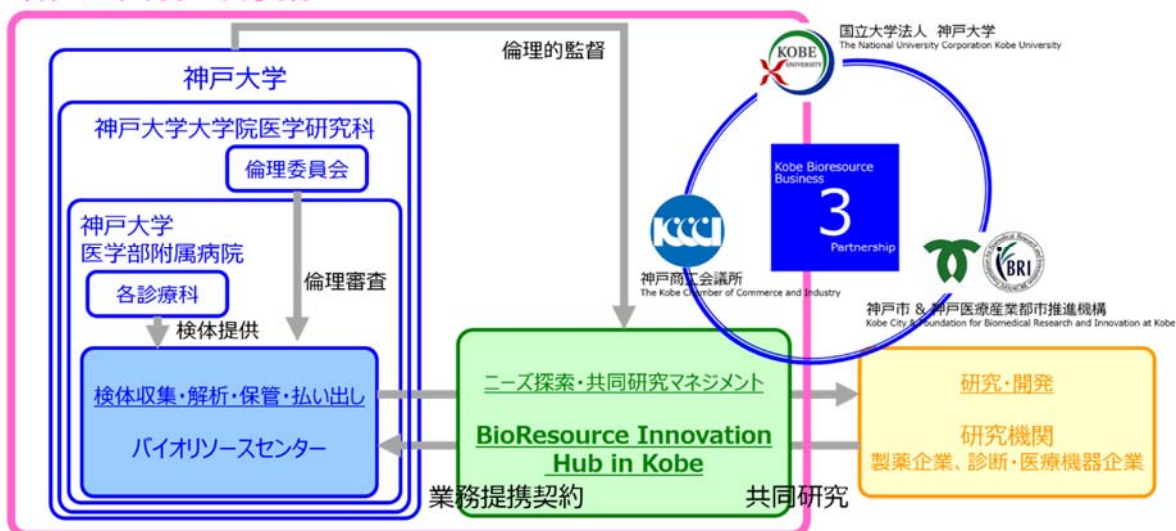 倫理的監督
KOBE
UNIVERSITY
国立大学法人 神戸大学
The National University Corporation Kobe University
神戸大学
神戸大学大学院医学研究科
倫理委員会
神戸大学
医学部附属病院
各診療科
倫理審査
検体提供
Kobe Bioresource
Business
3
Partnership
KCCI
神戸商工会議所
The Kobe Chamber of Commerce and Industry
BRI
神戸市 & 神戸医療産業都市推進機構
Kobe City & Foundation for Biomedical Research and Innovation at Kobe
検体収集・解析・保管・払い出し
バイオリソースセンター
ニーズ探索・共同研究マネジメント
BioResource Innovation
Hub in Kobe
研究・開発
研究機関
製薬企業、診断・医療機器企業
業務提携契約
共同研究